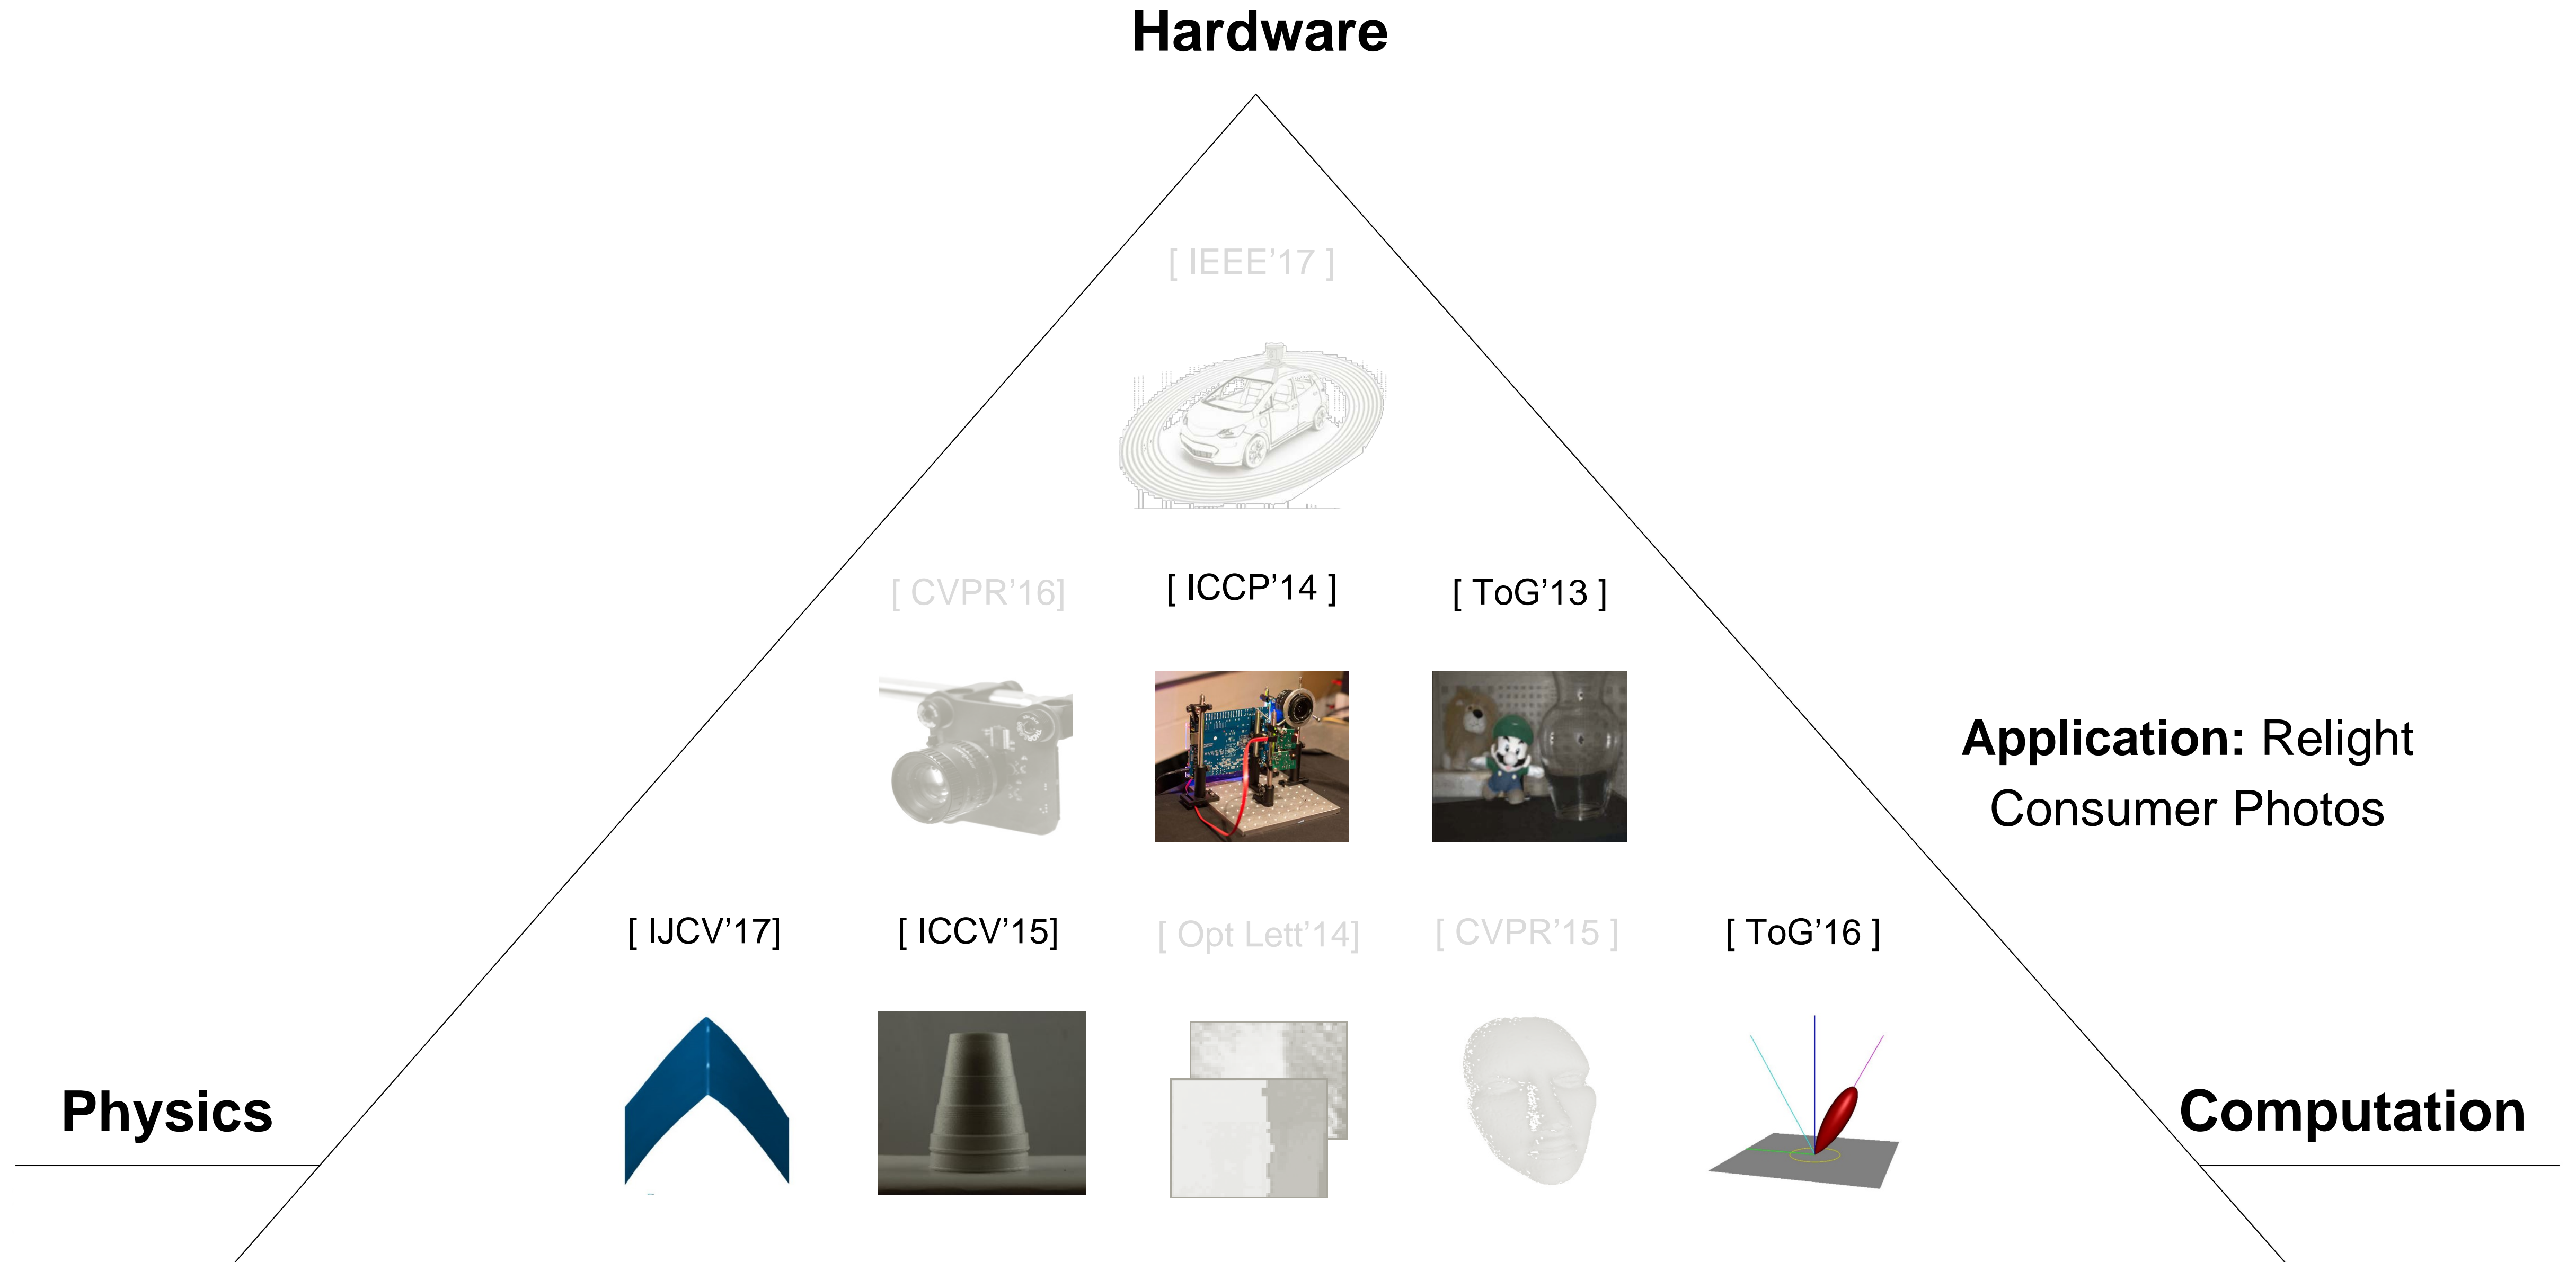 Hardware
[ IEEE’17 ]
[ CVPR’16]
[ ICCP’14 ]
[ ToG’13 ]
Application: Relight
Consumer Photos
[ IJCV’17]
[ ICCV’15]
[ Opt Lett’14]
[ CVPR’15 ]
[ ToG’16 ]
Physics
Computation